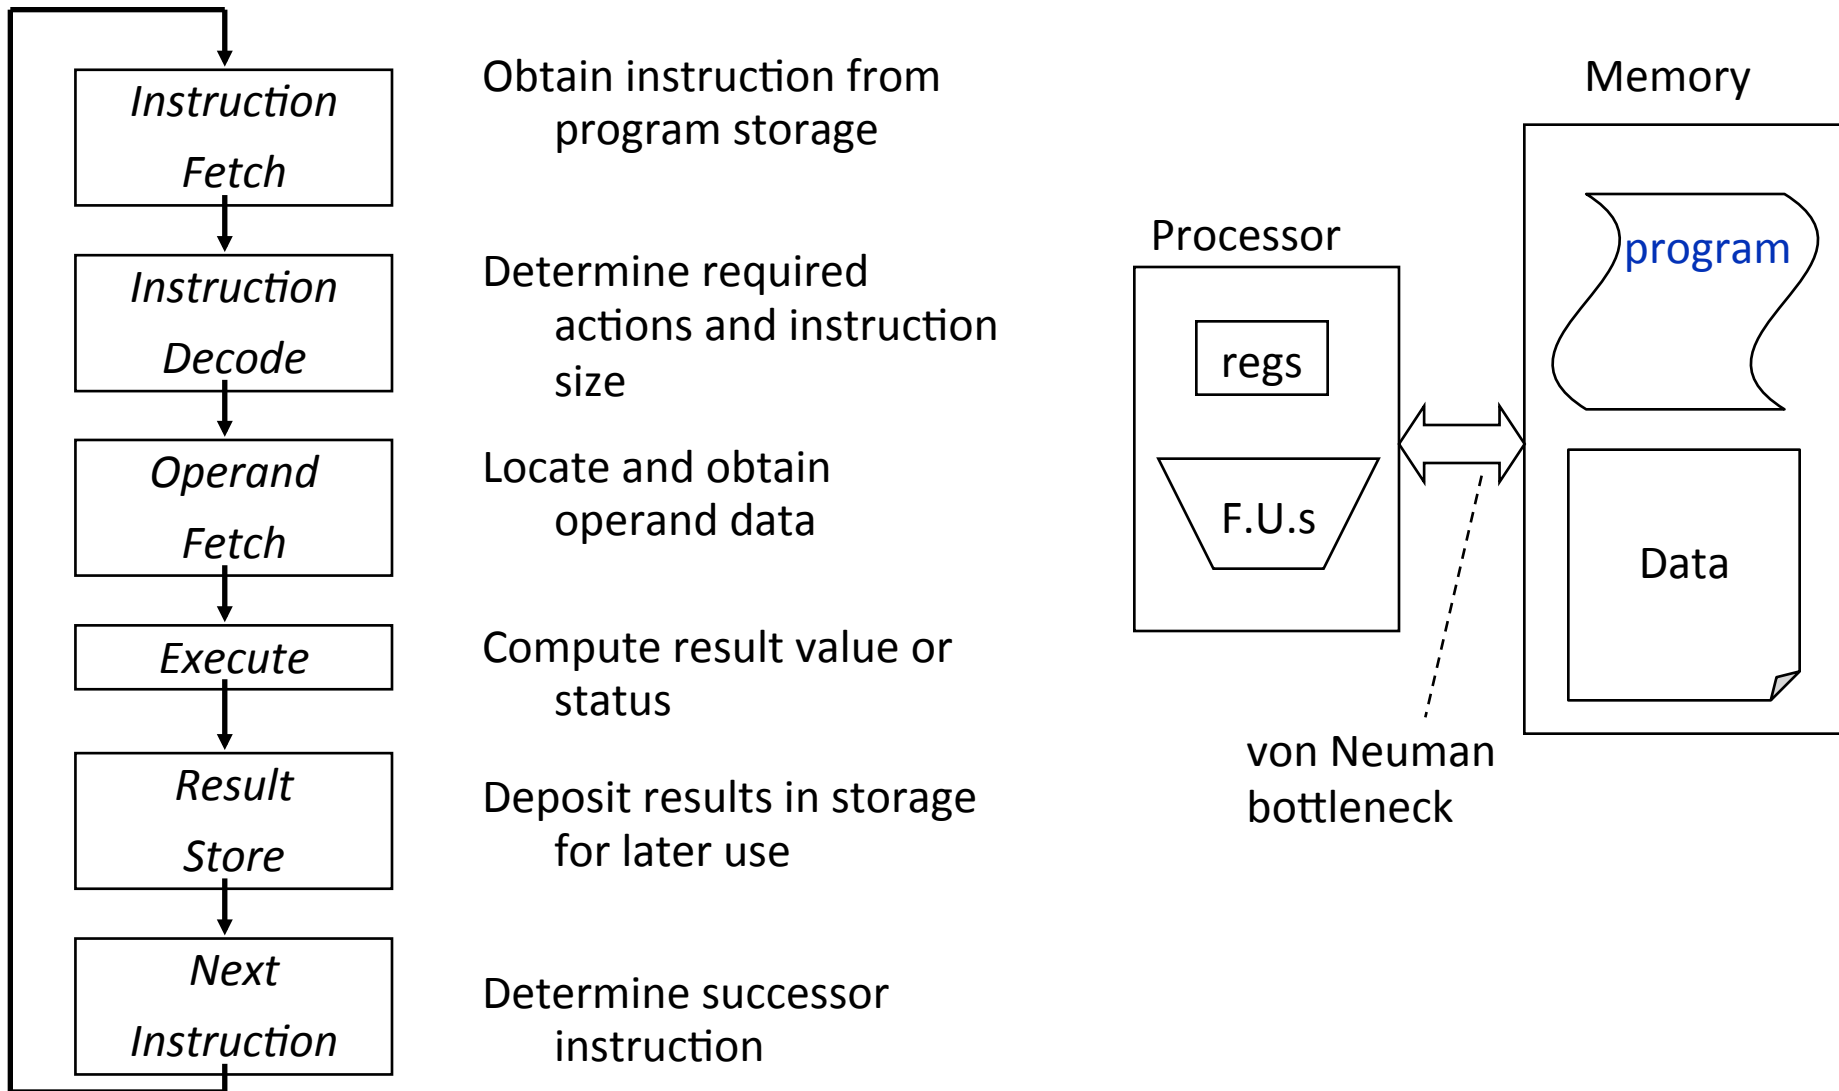 Instruction
Fetch
Obtain instruction from
program storage
Instruction
Decode
Determine required
actions and instruction
size
Operand
Fetch
Locate and obtain
operand data
Execute
Compute result value or
status
Result
Store
Deposit results in storage
for later use
Next
Instruction
Determine successor
instruction
Processor
regs
F.U.s
Memory
program
Data
von Neuman
bottleneck